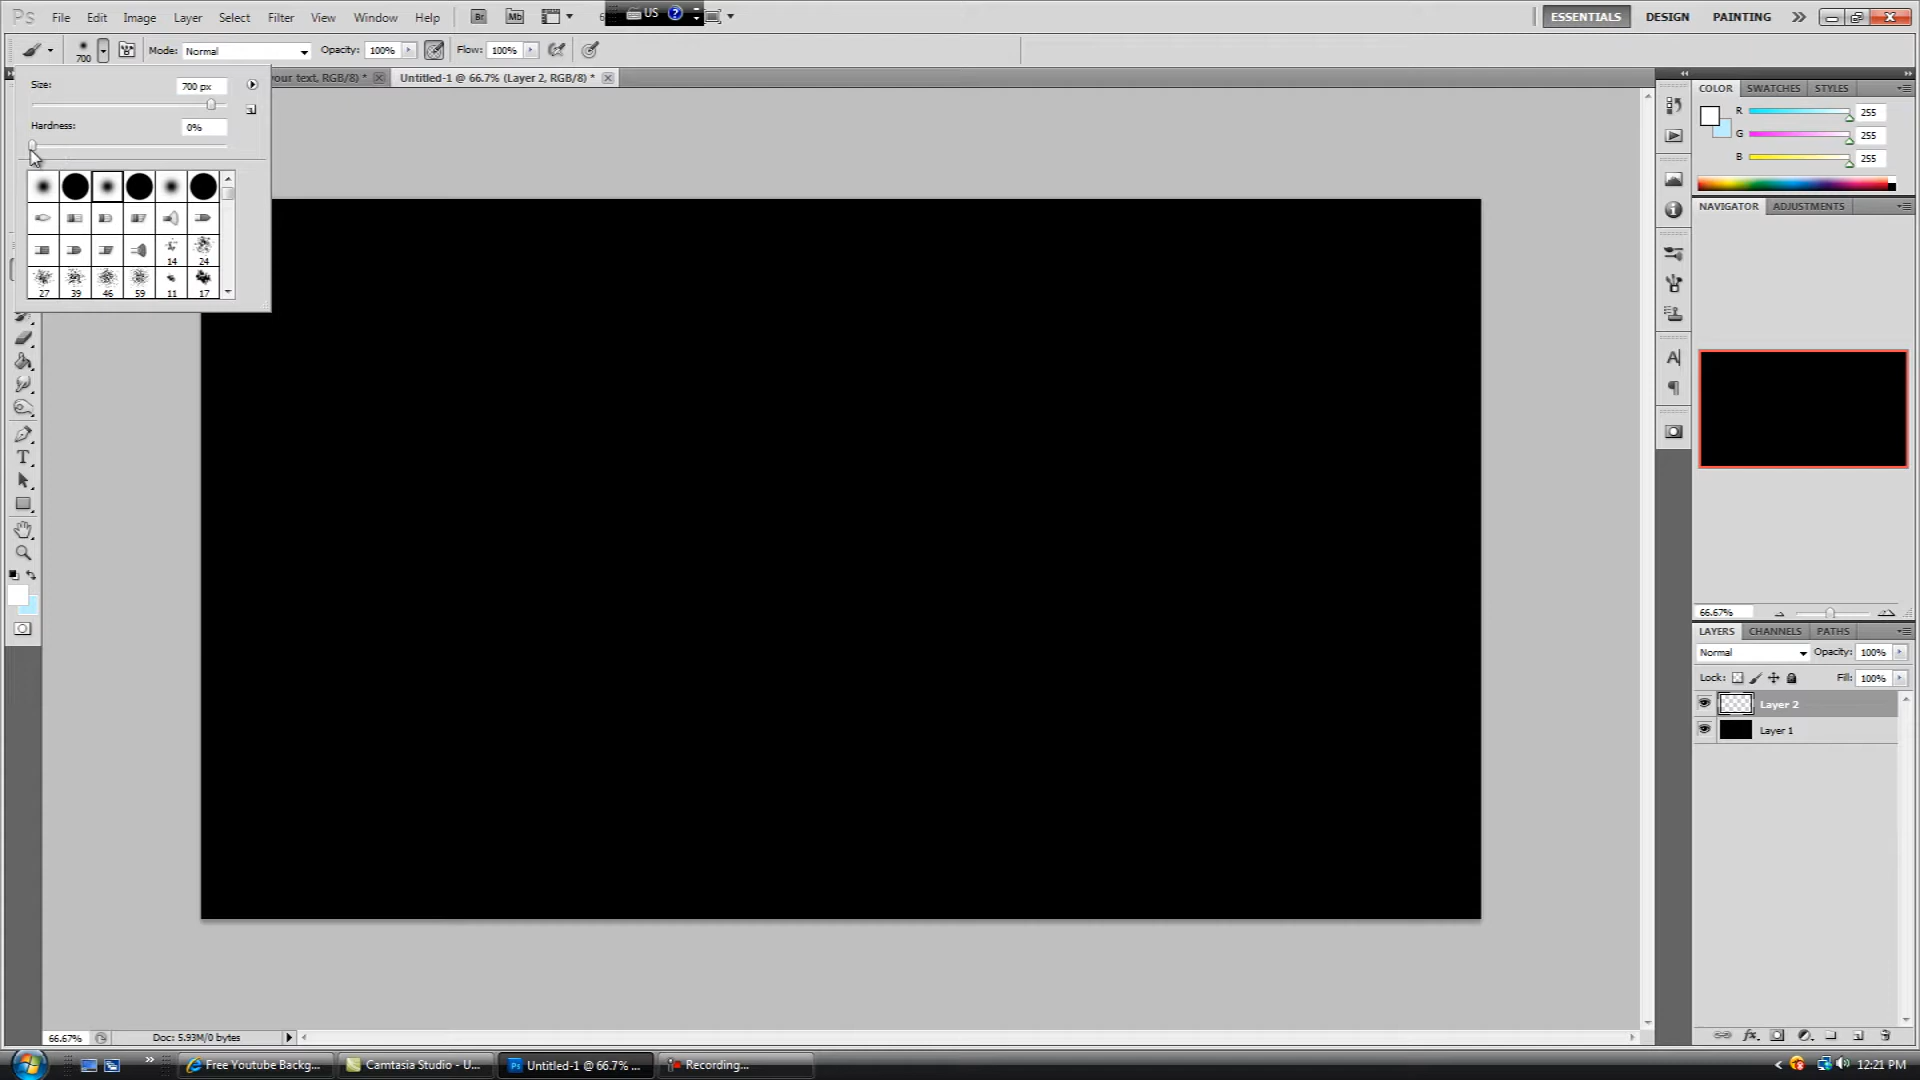 Ps File Edit Image Layer Select Filter View Window Help Br Mb 6 US ? ESSENTIALS DESIGN PAINTING
700 Mode: Normal Opacity: 100% Flow: 100%
your text, RGB/8) * Untitled-1 @ 66.7% (Layer 2, RGB/8) *
Size: 700 px
Hardness: 0%
14 24
27 39 46 59 11 17
COLOR SWATCHES STYLES
R 255
G 255
B 255
NAVIGATOR ADJUSTMENTS
A
T
66.67%
LAYERS CHANNELS PATHS
Normal Opacity: 100%
Lock: Fill: 100%
Layer 2
Layer 1
fx
66.67% Doc: 5.93M/0 bytes
Free Youtube Backg... Camtasia Studio - U... Ps Untitled-1 @ 66.7% ... Recording... 12:21 PM